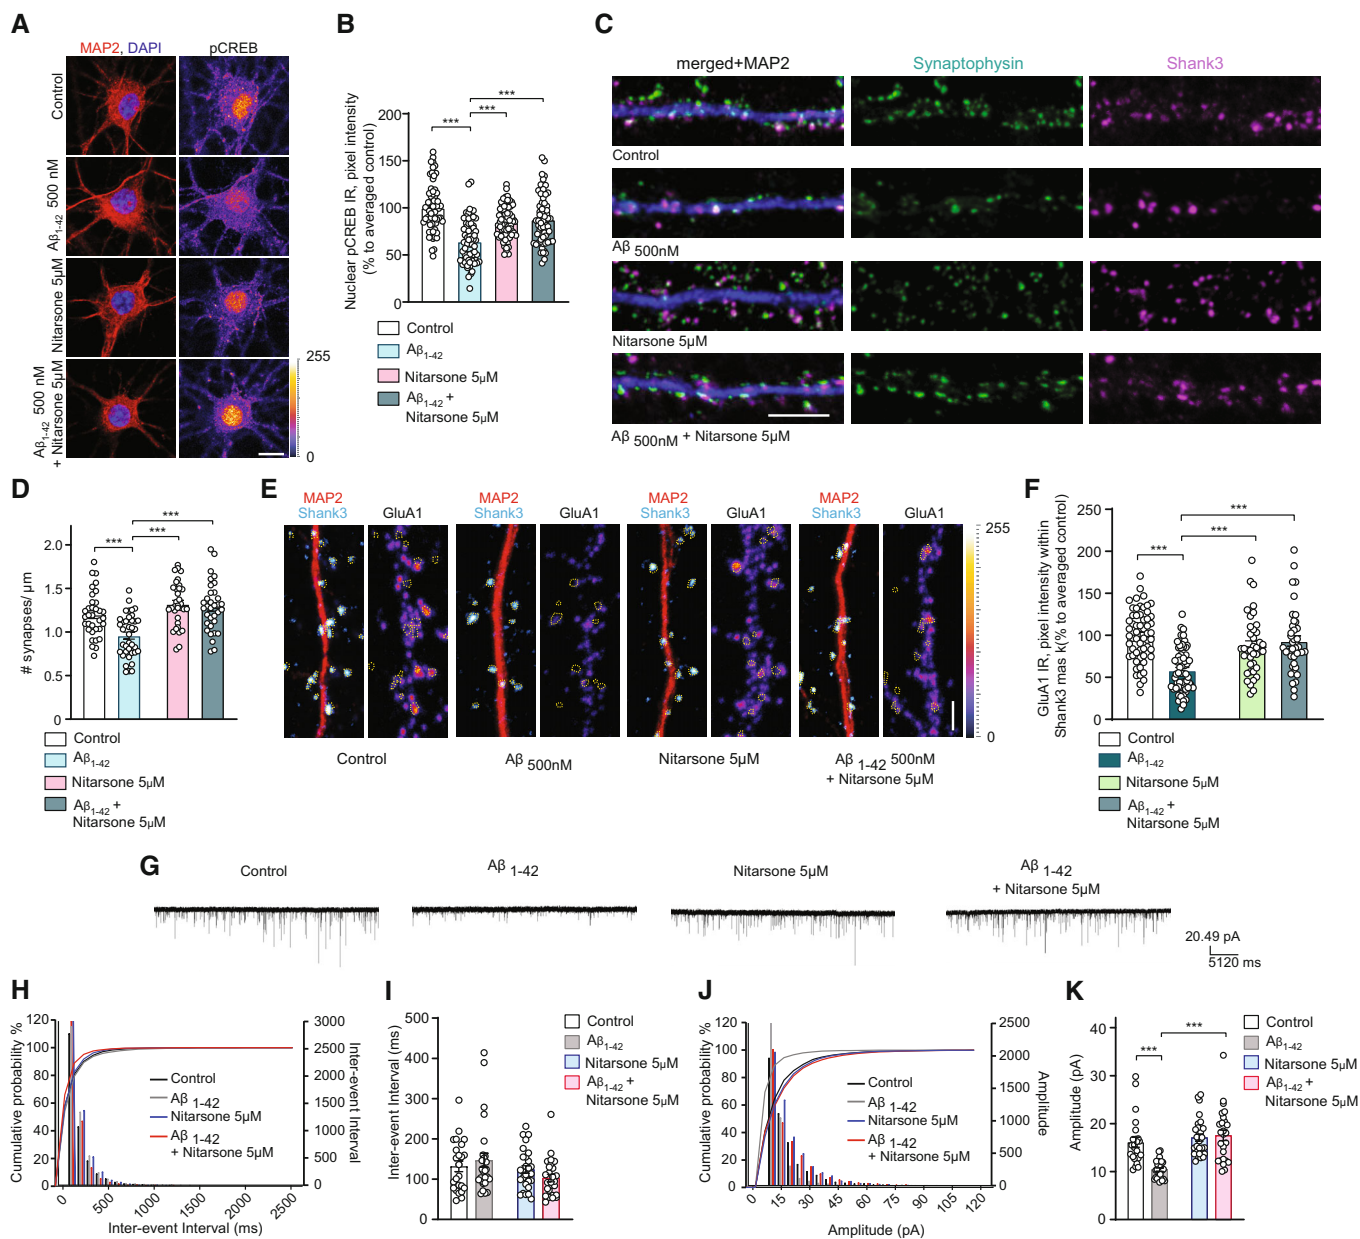 A
MAP2, DAPI
pCREB
Control
Aβ1-42 500 nM
Nitarsone 5µM
Aβ1-42 500 nM
+ Nitarsone 5µM
255
0
B
Nuclear pCREB IR, pixel intensity
(% to averaged control)
200
150
100
50
0
***
***
***
Control
Aβ1-42
Nitarsone 5µM
Aβ1-42 +
Nitarsone 5µM
C
merged+MAP2
Synaptophysin
Shank3
Control
Aβ 500nM
Nitarsone 5µM
Aβ 500nM + Nitarsone 5µM
D
# synapses/ µm
2.0
1.5
1.0
0.5
0
***
***
***
Control
Aβ1-42
Nitarsone 5µM
Aβ1-42 +
Nitarsone 5µM
E
MAP2
Shank3
GluA1
MAP2
Shank3
GluA1
MAP2
Shank3
GluA1
MAP2
Shank3
GluA1
255
0
Control
Aβ 500nM
Nitarsone 5µM
Aβ 1-42 500nM
+ Nitarsone 5µM
F
GluA1 IR, pixel intensity within
Shank3 mas k(% to averaged control)
250
200
150
100
50
0
***
***
***
Control
Aβ1-42
Nitarsone 5µM
Aβ1-42 +
Nitarsone 5µM
G
Control
Aβ 1-42
Nitarsone 5µM
Aβ 1-42
+ Nitarsone 5µM
20.49 pA
5120 ms
H
Cumulative probability %
120
100
80
60
40
20
0
3000
2500
2000
1500
1000
500
0
Inter-event Interval
Control
Aβ 1-42
Nitarsone 5µM
Aβ 1-42
+ Nitarsone 5µM
0
500
1000
1500
2000
2500
Inter-event Interval (ms)
I
Inter-event Interval (ms)
500
400
300
200
100
0
Control
Aβ1-42
Nitarsone 5µM
Aβ1-42 +
Nitarsone 5µM
J
Cumulative probability %
120
100
80
60
40
20
0
2500
2000
1500
1000
500
0
Amplitude
Control
Aβ 1-42
Nitarsone 5µM
Aβ 1-42
+ Nitarsone 5µM
0
15
30
45
60
75
90
105
120
Amplitude (pA)
K
Amplitude (pA)
40
30
20
10
0
***
***
Control
Aβ1-42
Nitarsone 5µM
Aβ1-42 +
Nitarsone 5µM